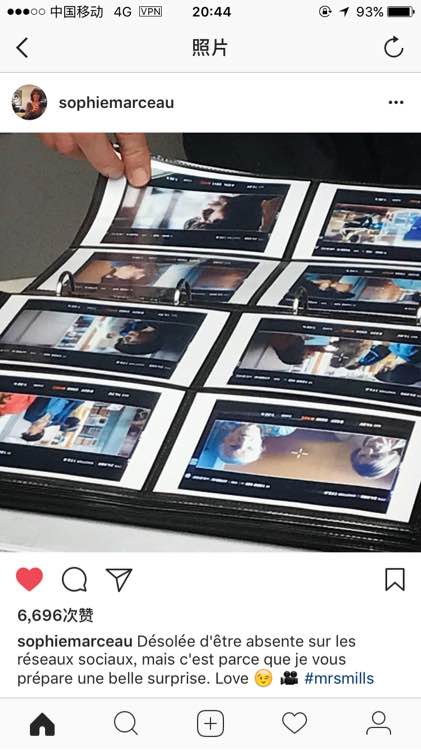 中国移动 4G VPN 20:44 93%
照片
sophiemarceau
6,696次赞
sophiemarceau Désolée d'être absente sur les
réseaux sociaux, mais c'est parce que je vous
prépare une belle surprise. Love 😉 🎥 #mrsmills